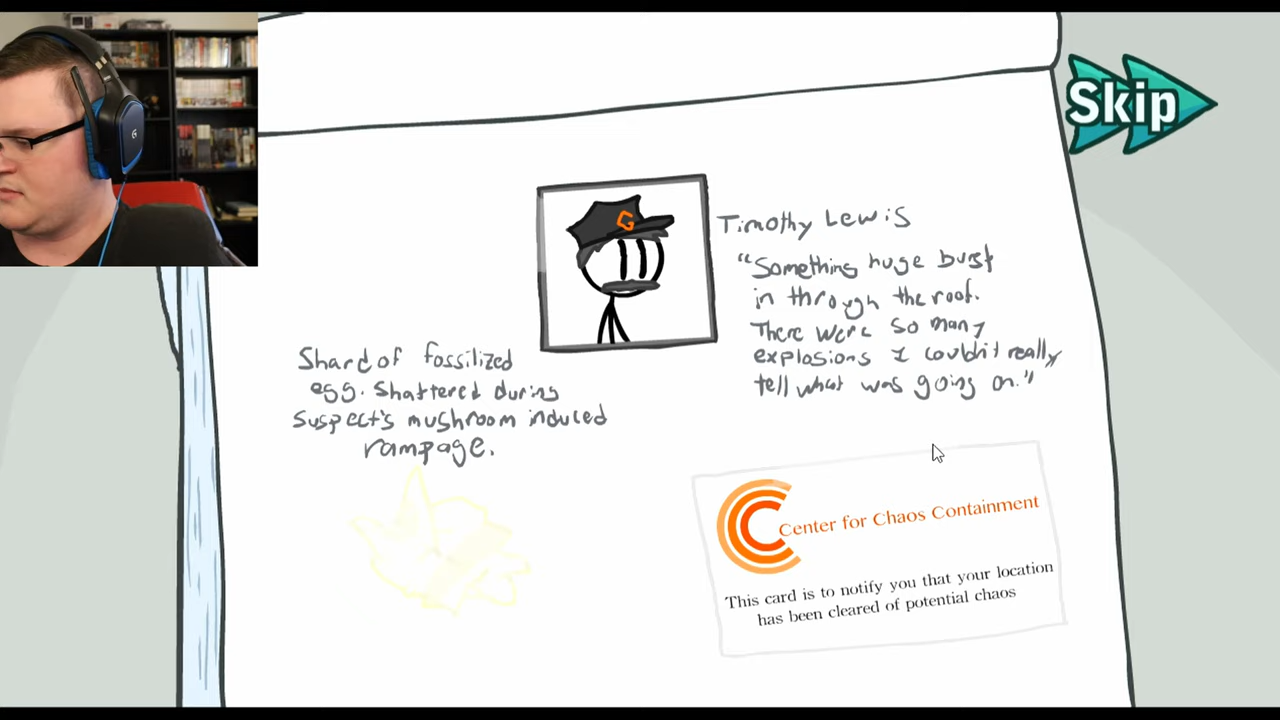 Skip
Timothy Lewis
"Something huge burst
in through the roof.
There were so many
explosions I couldn't really
tell what was going on."
Shard of fossilized
egg. Shattered during
Suspect's mushroom induced
rampage.
Center for Chaos Containment
This card is to notify you that your location
has been cleared of potential chaos
G
G